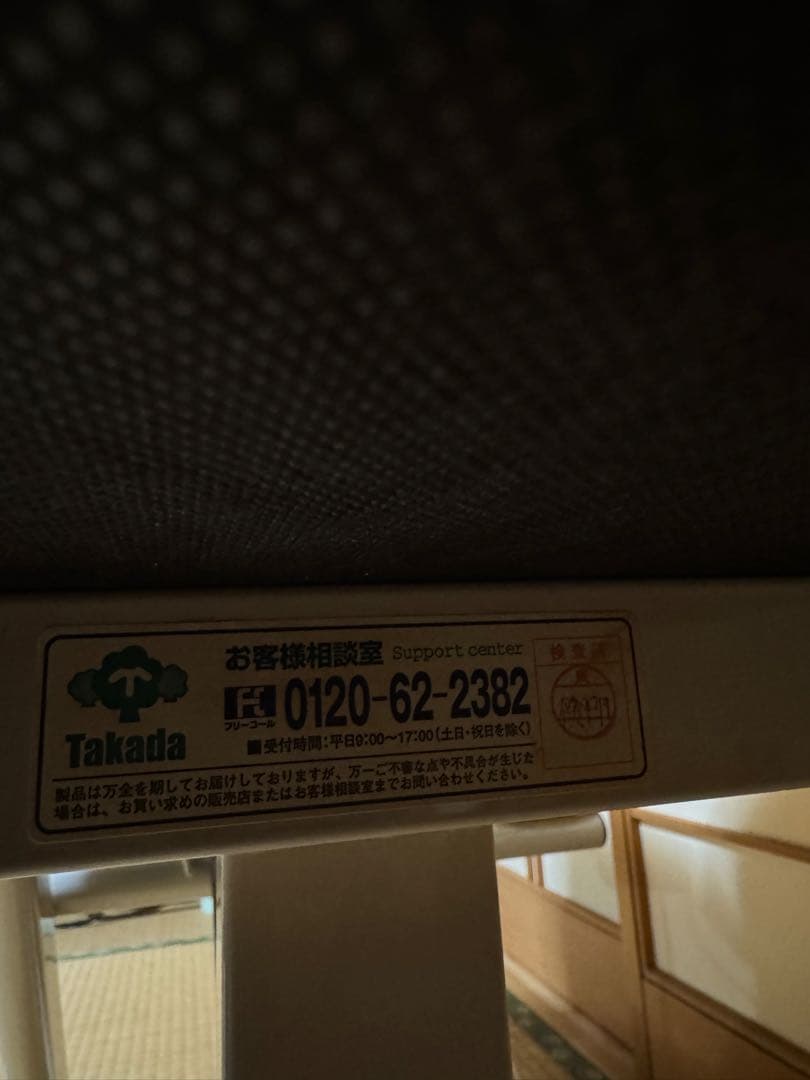 お客様相談室 Support center
フリーコール 0120-62-2382
■受付時間：平日9:00～17:00（土日・祝日を除く）
Takada
製品は万全を期してお届けしておりますが、万一ご不審な点や不具合が生じた
場合は、お買い求めの販売店またはお客様相談室までお問い合わせください。
検査済